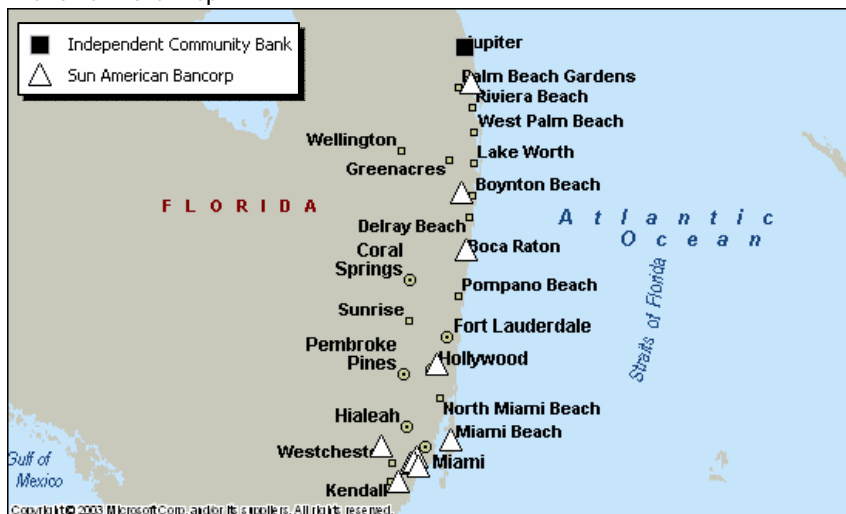 Independent Community Bank
Sun American Bancorp
Jupiter
Palm Beach Gardens
Riviera Beach
West Palm Beach
Wellington
Lake Worth
Greenacres
Boynton Beach
FLORIDA
Atlantic
Ocean
Delray Beach
Coral
Springs
Boca Raton
Straits of Florida
Pompano Beach
Sunrise
Fort Lauderdale
Pembroke
Pines
Hollywood
North Miami Beach
Hialeah
Miami Beach
Westcheste
Miami
Gulf of
Mexico
Kendall
Copyright © 2003 Microsoft Corp. and/or its suppliers. All rights reserved.